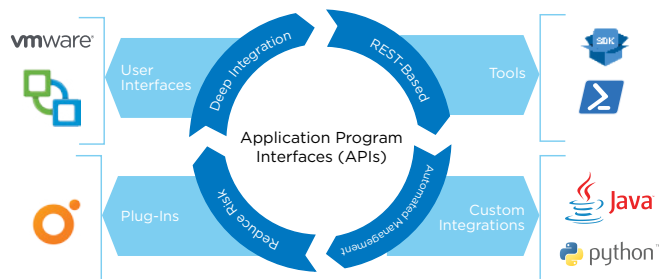 vmware®
User
Interfaces
Deep Integration
REST-Based
Tools
SDK
Application Program
Interfaces (APIs)
Plug-Ins
Reduce Risk
Automated Management
Custom
Integrations
Java
python™